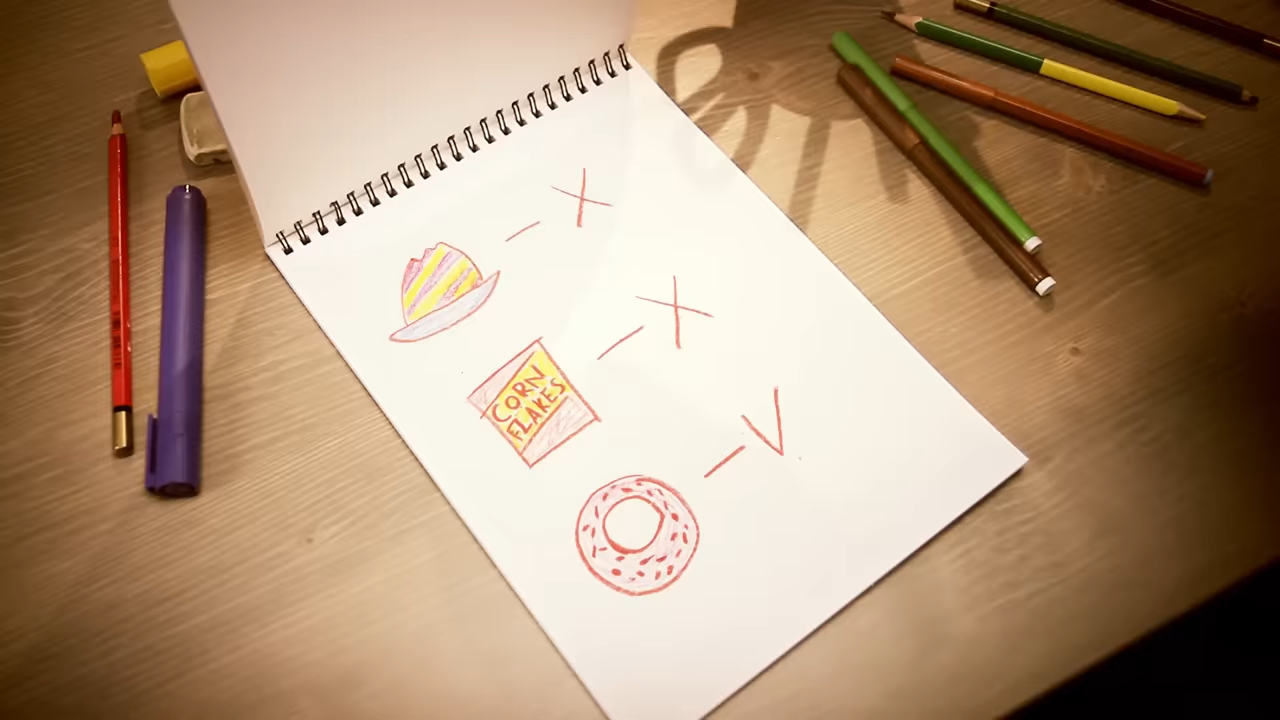 - X
CORN
FLAKES
- X
- V